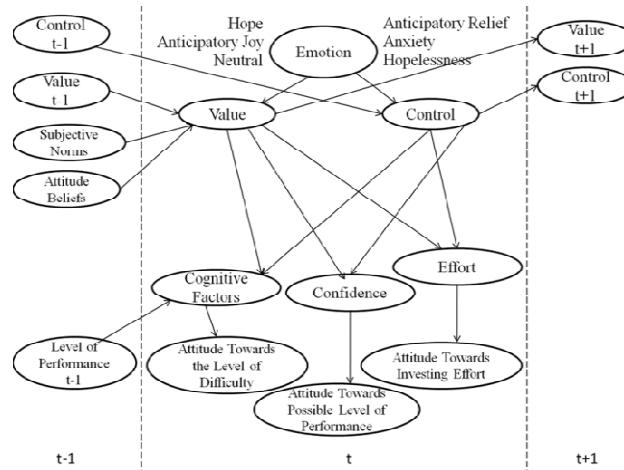 Control
t-1
Value
t-1
Subjective
Norms
Attitude
Beliefs
Level of
Performance
t-1
Hope
Anticipatory Joy
Neutral
Emotion
Anticipatory Relief
Anxiety
Hopelessness
Value
Control
Cognitive
Factors
Confidence
Effort
Attitude Towards
the Level of
Difficulty
Attitude Towards
Possible Level of
Performance
Attitude Towards
Investing Effort
Value
t+1
Control
t+1
t-1
t
t+1